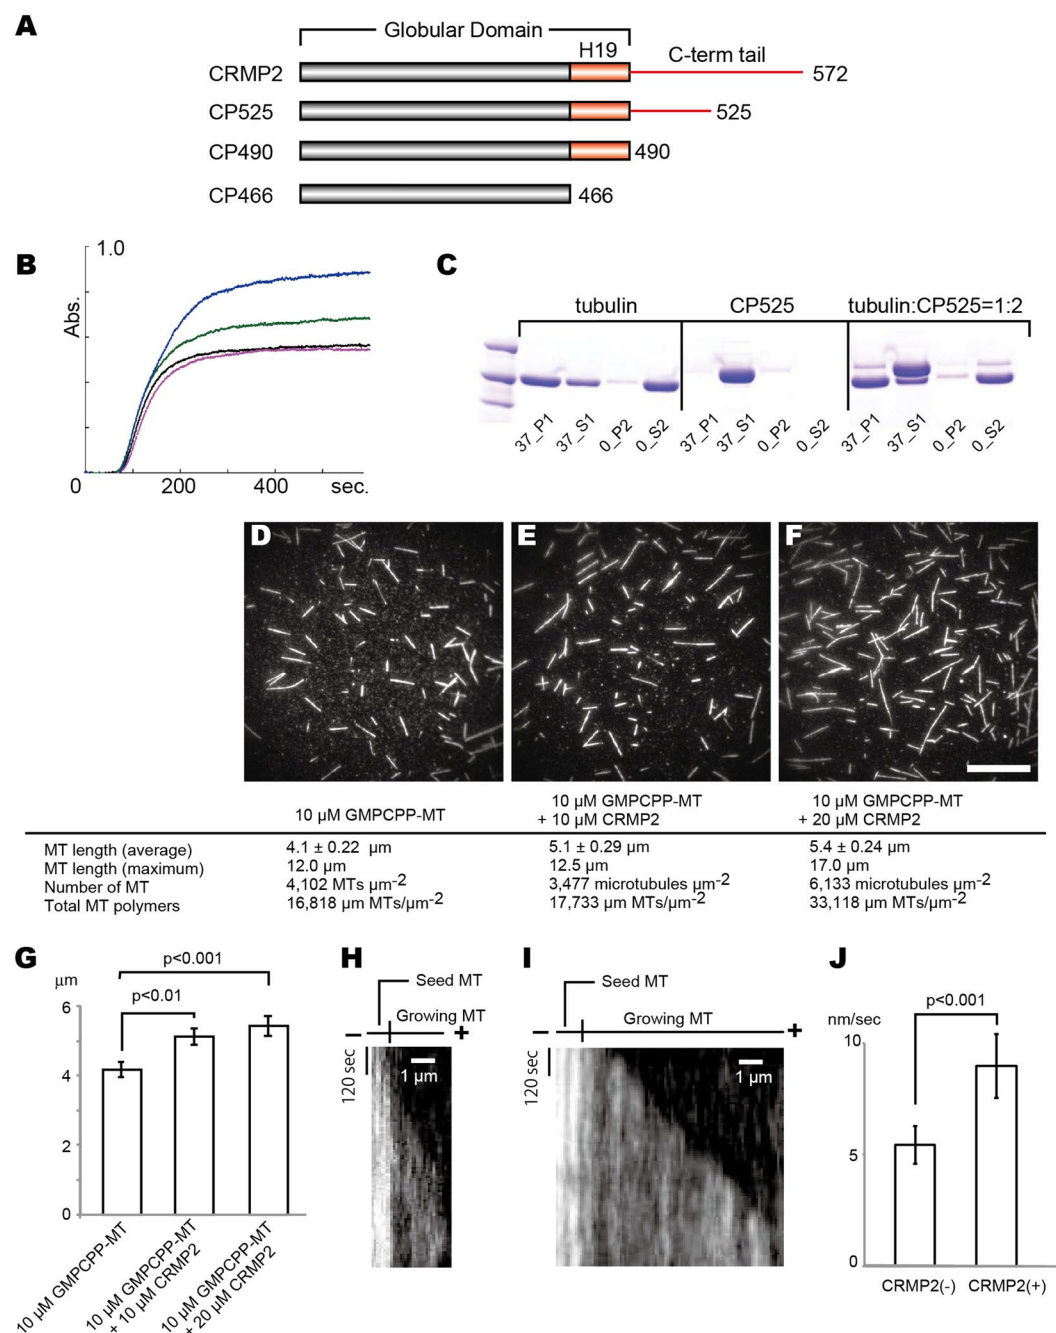 A
Globular Domain
H19
C-term tail
CRMP2
572
CP525
525
CP490
490
CP466
466
B
1.0
Abs.
0
200
400
sec.
C
tubulin
CP525
tubulin:CP525=1:2
37_P1
37_S1
0_P2
0_S2
37_P1
37_S1
0_P2
0_S2
37_P1
37_S1
0_P2
0_S2
D
E
F
10 µM GMPCPP-MT
10 µM GMPCPP-MT
+ 10 µM CRMP2
10 µM GMPCPP-MT
+ 20 µM CRMP2
MT length (average) 4.1 ± 0.22 µm 5.1 ± 0.29 µm 5.4 ± 0.24 µm
MT length (maximum) 12.0 µm 12.5 µm 17.0 µm
Number of MT 4,102 MTs µm-2 3,477 microtubules µm-2 6,133 microtubules µm-2
Total MT polymers 16,818 µm MTs/µm-2 17,733 µm MTs/µm-2 33,118 µm MTs/µm-2
G
µm
p<0.001
p<0.01
6
4
2
0
10 µM GMPCPP-MT
10 µM GMPCPP-MT
+ 10 µM CRMP2
10 µM GMPCPP-MT
+ 20 µM CRMP2
H
Seed MT
Growing MT
− +
120 sec
1 µm
I
Seed MT
Growing MT
− +
120 sec
1 µm
J
nm/sec
p<0.001
10
5
0
CRMP2(-)
CRMP2(+)